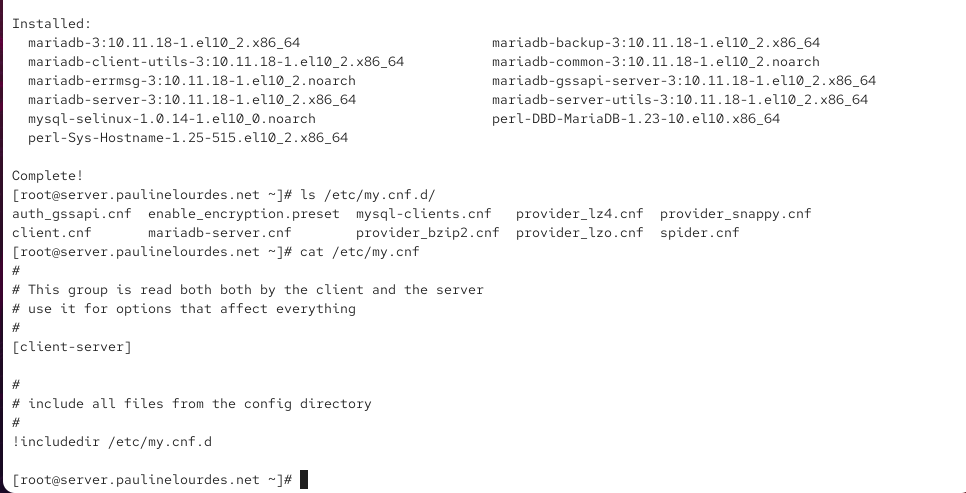 Installed:
  mariadb-3:10.11.18-1.el10_2.x86_64                        mariadb-backup-3:10.11.18-1.el10_2.x86_64
  mariadb-client-utils-3:10.11.18-1.el10_2.x86_64           mariadb-common-3:10.11.18-1.el10_2.noarch
  mariadb-errmsg-3:10.11.18-1.el10_2.noarch                 mariadb-gssapi-server-3:10.11.18-1.el10_2.x86_64
  mariadb-server-3:10.11.18-1.el10_2.x86_64                 mariadb-server-utils-3:10.11.18-1.el10_2.x86_64
  mysql-selinux-1.0.14-1.el10_0.noarch                      perl-DBD-MariaDB-1.23-10.el10.x86_64
  perl-Sys-Hostname-1.25-515.el10_2.x86_64

Complete!
[root@server.paulinelourdes.net ~]# ls /etc/my.cnf.d/
auth_gssapi.cnf  enable_encryption.preset  mysql-clients.cnf   provider_lz4.cnf  provider_snappy.cnf
client.cnf       mariadb-server.cnf        provider_bzip2.cnf  provider_lzo.cnf  spider.cnf
[root@server.paulinelourdes.net ~]# cat /etc/my.cnf
#
# This group is read both both by the client and the server
# use it for options that affect everything
#
[client-server]

#
# include all files from the config directory
#
!includedir /etc/my.cnf.d

[root@server.paulinelourdes.net ~]#